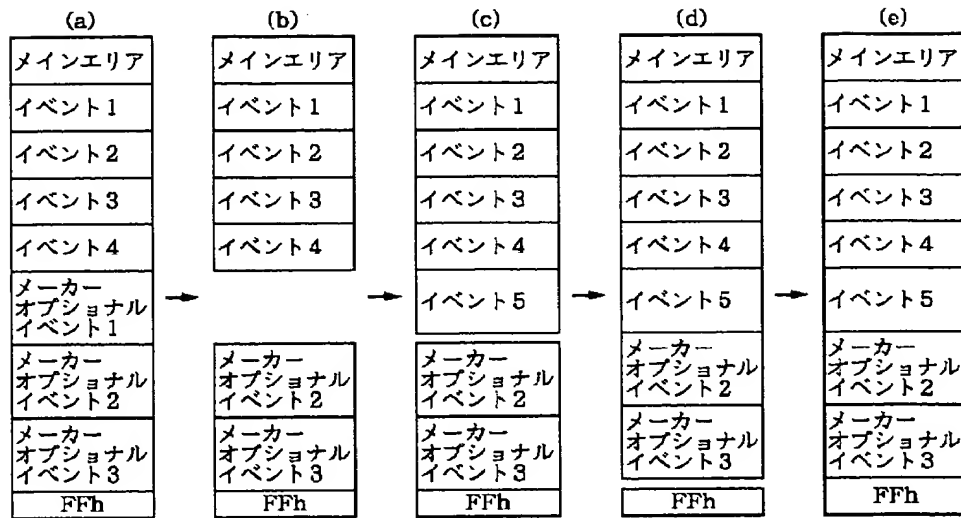 (a)
メインエリア
イベント1
イベント2
イベント3
イベント4
メーカー
オプショナル
イベント1
メーカー
オプショナル
イベント2
メーカー
オプショナル
イベント3
FFh
(b)
メインエリア
イベント1
イベント2
イベント3
イベント4
メーカー
オプショナル
イベント2
メーカー
オプショナル
イベント3
FFh
(c)
メインエリア
イベント1
イベント2
イベント3
イベント4
イベント5
メーカー
オプショナル
イベント2
メーカー
オプショナル
イベント3
FFh
(d)
メインエリア
イベント1
イベント2
イベント3
イベント4
イベント5
メーカー
オプショナル
イベント2
メーカー
オプショナル
イベント3
FFh
(e)
メインエリア
イベント1
イベント2
イベント3
イベント4
イベント5
メーカー
オプショナル
イベント2
メーカー
オプショナル
イベント3
FFh